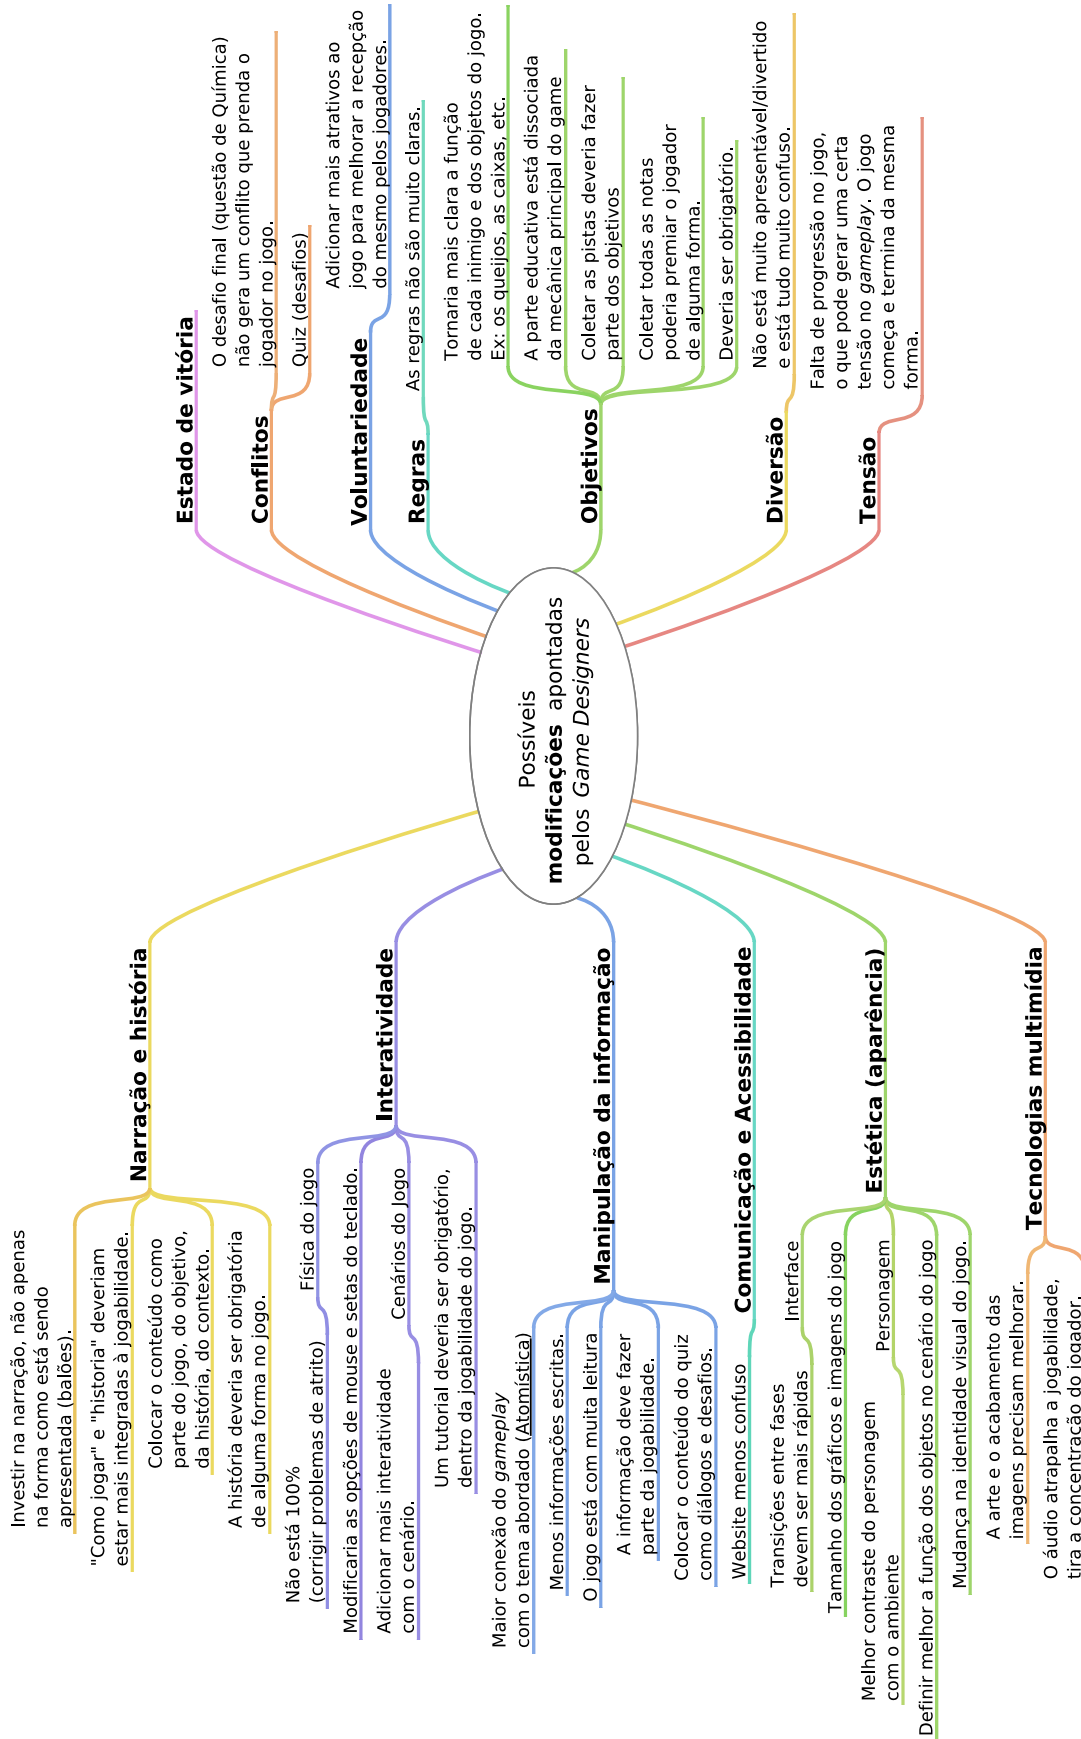 Possíveis
modificações apontadas
pelos Game Designers
Narração e história
Investir na narração, não apenas
na forma como está sendo
apresentada (balões).
"Como jogar" e "historia" deveriam
estar mais integradas à jogabilidade.
Colocar o conteúdo como
parte do jogo, do objetivo,
da história, do contexto.
A história deveria ser obrigatória
de alguma forma no jogo.
Interatividade
Física do jogo
Não está 100%
(corrigir problemas de atrito)
Modificaria as opções de mouse e setas do teclado.
Cenários do Jogo
Adicionar mais interatividade
com o cenário.
Um tutorial deveria ser obrigatório,
dentro da jogabilidade do jogo.
Manipulação da informação
Maior conexão do gameplay
com o tema abordado (Atomística)
Menos informações escritas.
O jogo está com muita leitura
A informação deve fazer
parte da jogabilidade.
Colocar o conteúdo do quiz
como diálogos e desafios.
Comunicação e Acessibilidade
Website menos confuso
Estética (aparência)
Interface
Transições entre fases
devem ser mais rápidas
Tamanho dos gráficos e imagens do jogo
Personagem
Melhor contraste do personagem
com o ambiente
Definir melhor a função dos objetos no cenário do jogo
Mudança na identidade visual do jogo.
Tecnologias multimídia
A arte e o acabamento das
imagens precisam melhorar.
O áudio atrapalha a jogabilidade,
tira a concentração do jogador.
Estado de vitória
Conflitos
O desafio final (questão de Química)
não gera um conflito que prenda o
jogador no jogo.
Quiz (desafios)
Voluntariedade
Adicionar mais atrativos ao
jogo para melhorar a recepção
do mesmo pelos jogadores.
Regras
As regras não são muito claras.
Objetivos
Tornaria mais clara a função
de cada inimigo e dos objetos do jogo.
Ex: os queijos, as caixas, etc.
A parte educativa está dissociada
da mecânica principal do game
Coletar as pistas deveria fazer
parte dos objetivos
Coletar todas as notas
poderia premiar o jogador
de alguma forma.
Deveria ser obrigatório.
Diversão
Não está muito apresentável/divertido
e está tudo muito confuso.
Tensão
Falta de progressão no jogo,
o que pode gerar uma certa
tensão no gameplay. O jogo
começa e termina da mesma
forma.